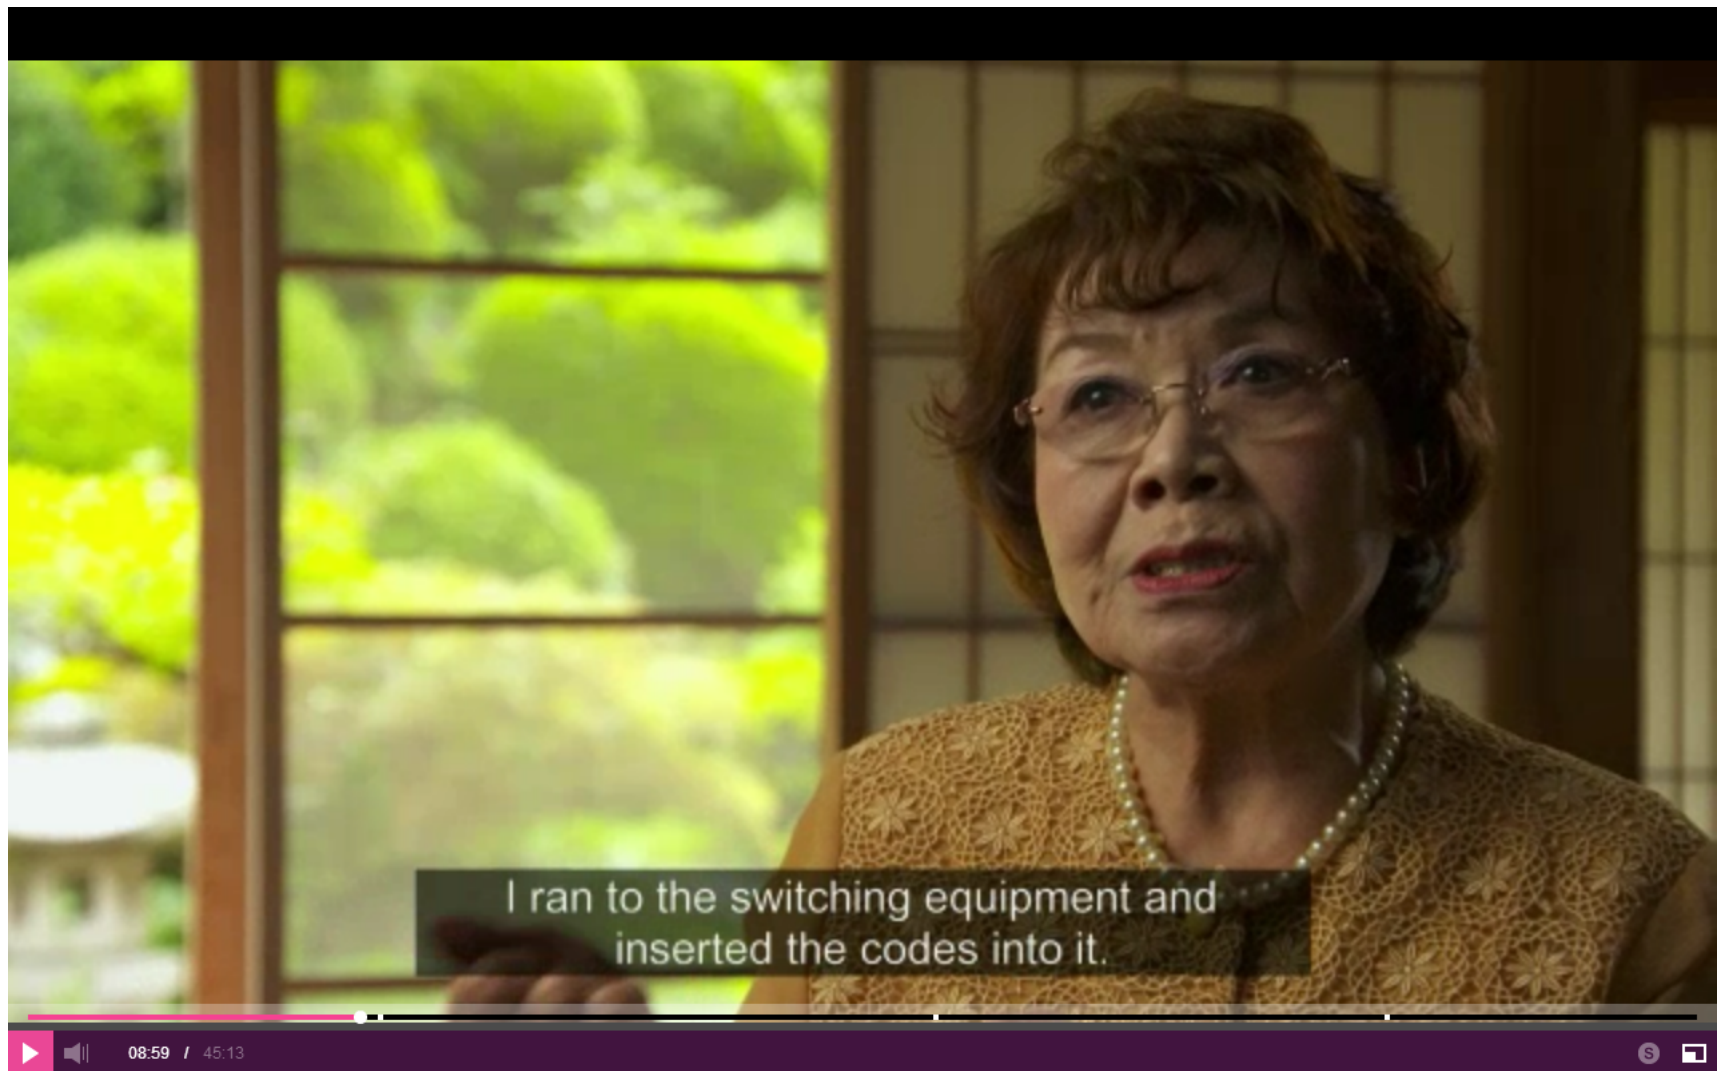 I ran to the switching equipment and
inserted the codes into it.
08:59 / 45:13
S